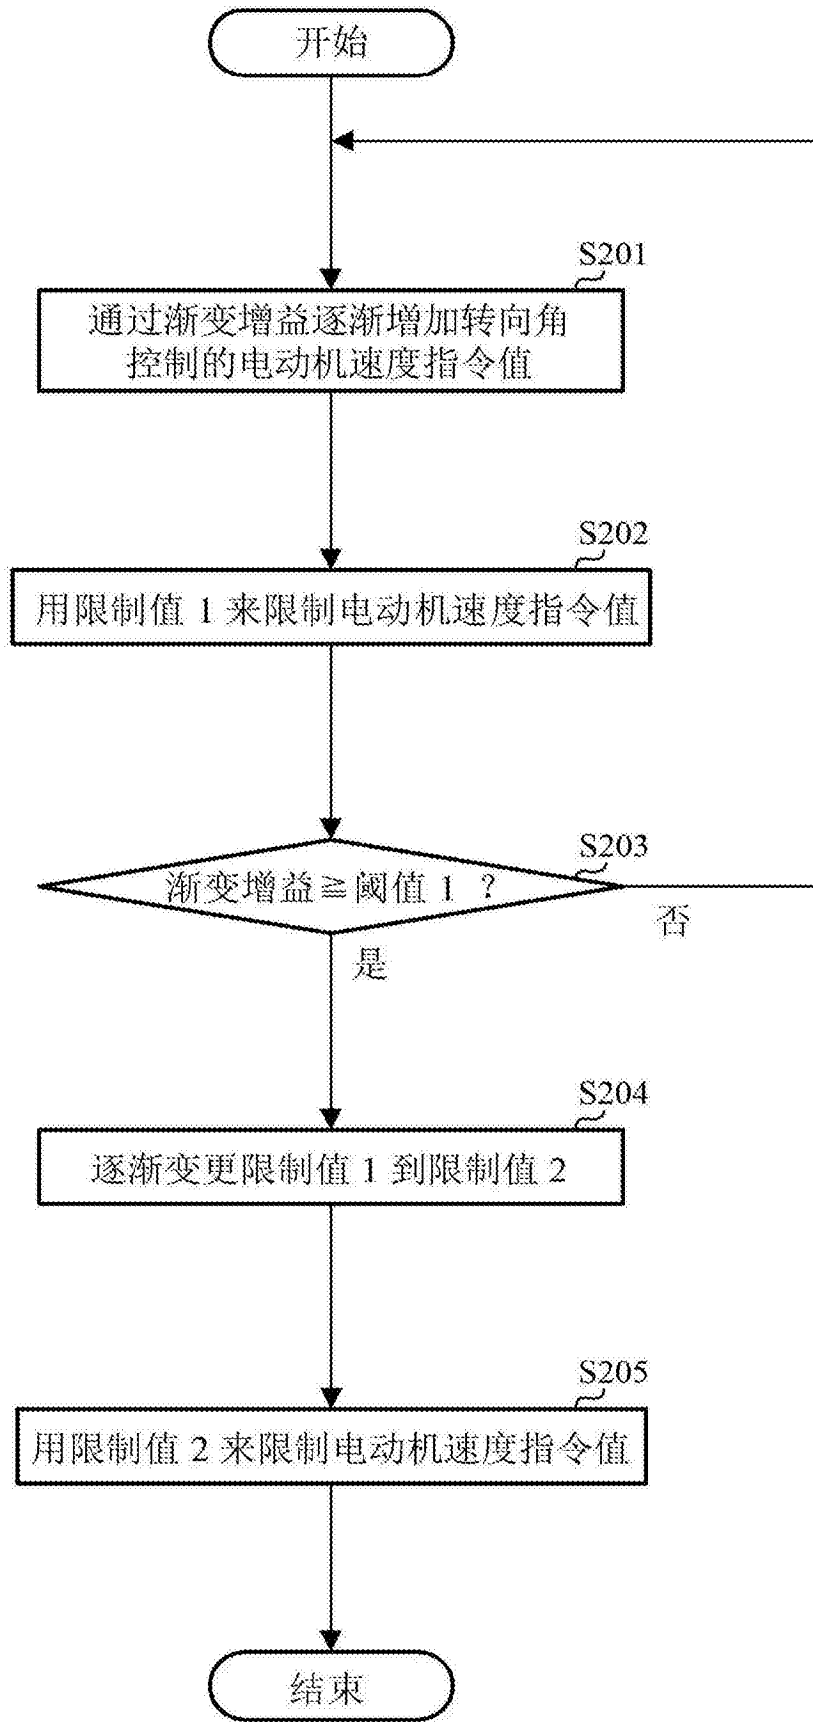 开始
S201
通过渐变增益逐渐增加转向角
控制的电动机速度指令值
S202
用限制值 1 来限制电动机速度指令值
S203
渐变增益≧阈值 1 ？
否
是
S204
逐渐变更限制值 1 到限制值 2
S205
用限制值 2 来限制电动机速度指令值
结束